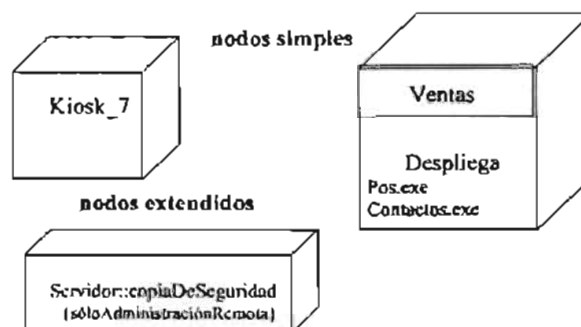 nodos simples
Kiosk_7
Ventas
Despliega
Pos.exe
Contactos.exe
nodos extendidos
Servidor::copiaDeSeguridad
{sóloAdministraciónRemota}